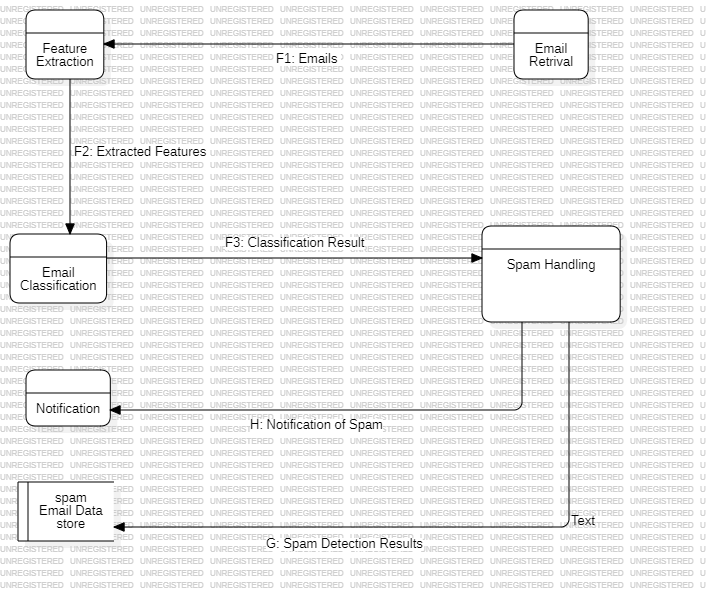 Feature
Extraction
F1: Emails
Email
Retrival
F2: Extracted Features
F3: Classification Result
Email
Classification
Spam Handling
Notification
H: Notification of Spam
spam
Email Data
store
Text
G: Spam Detection Results
UNREGISTERED